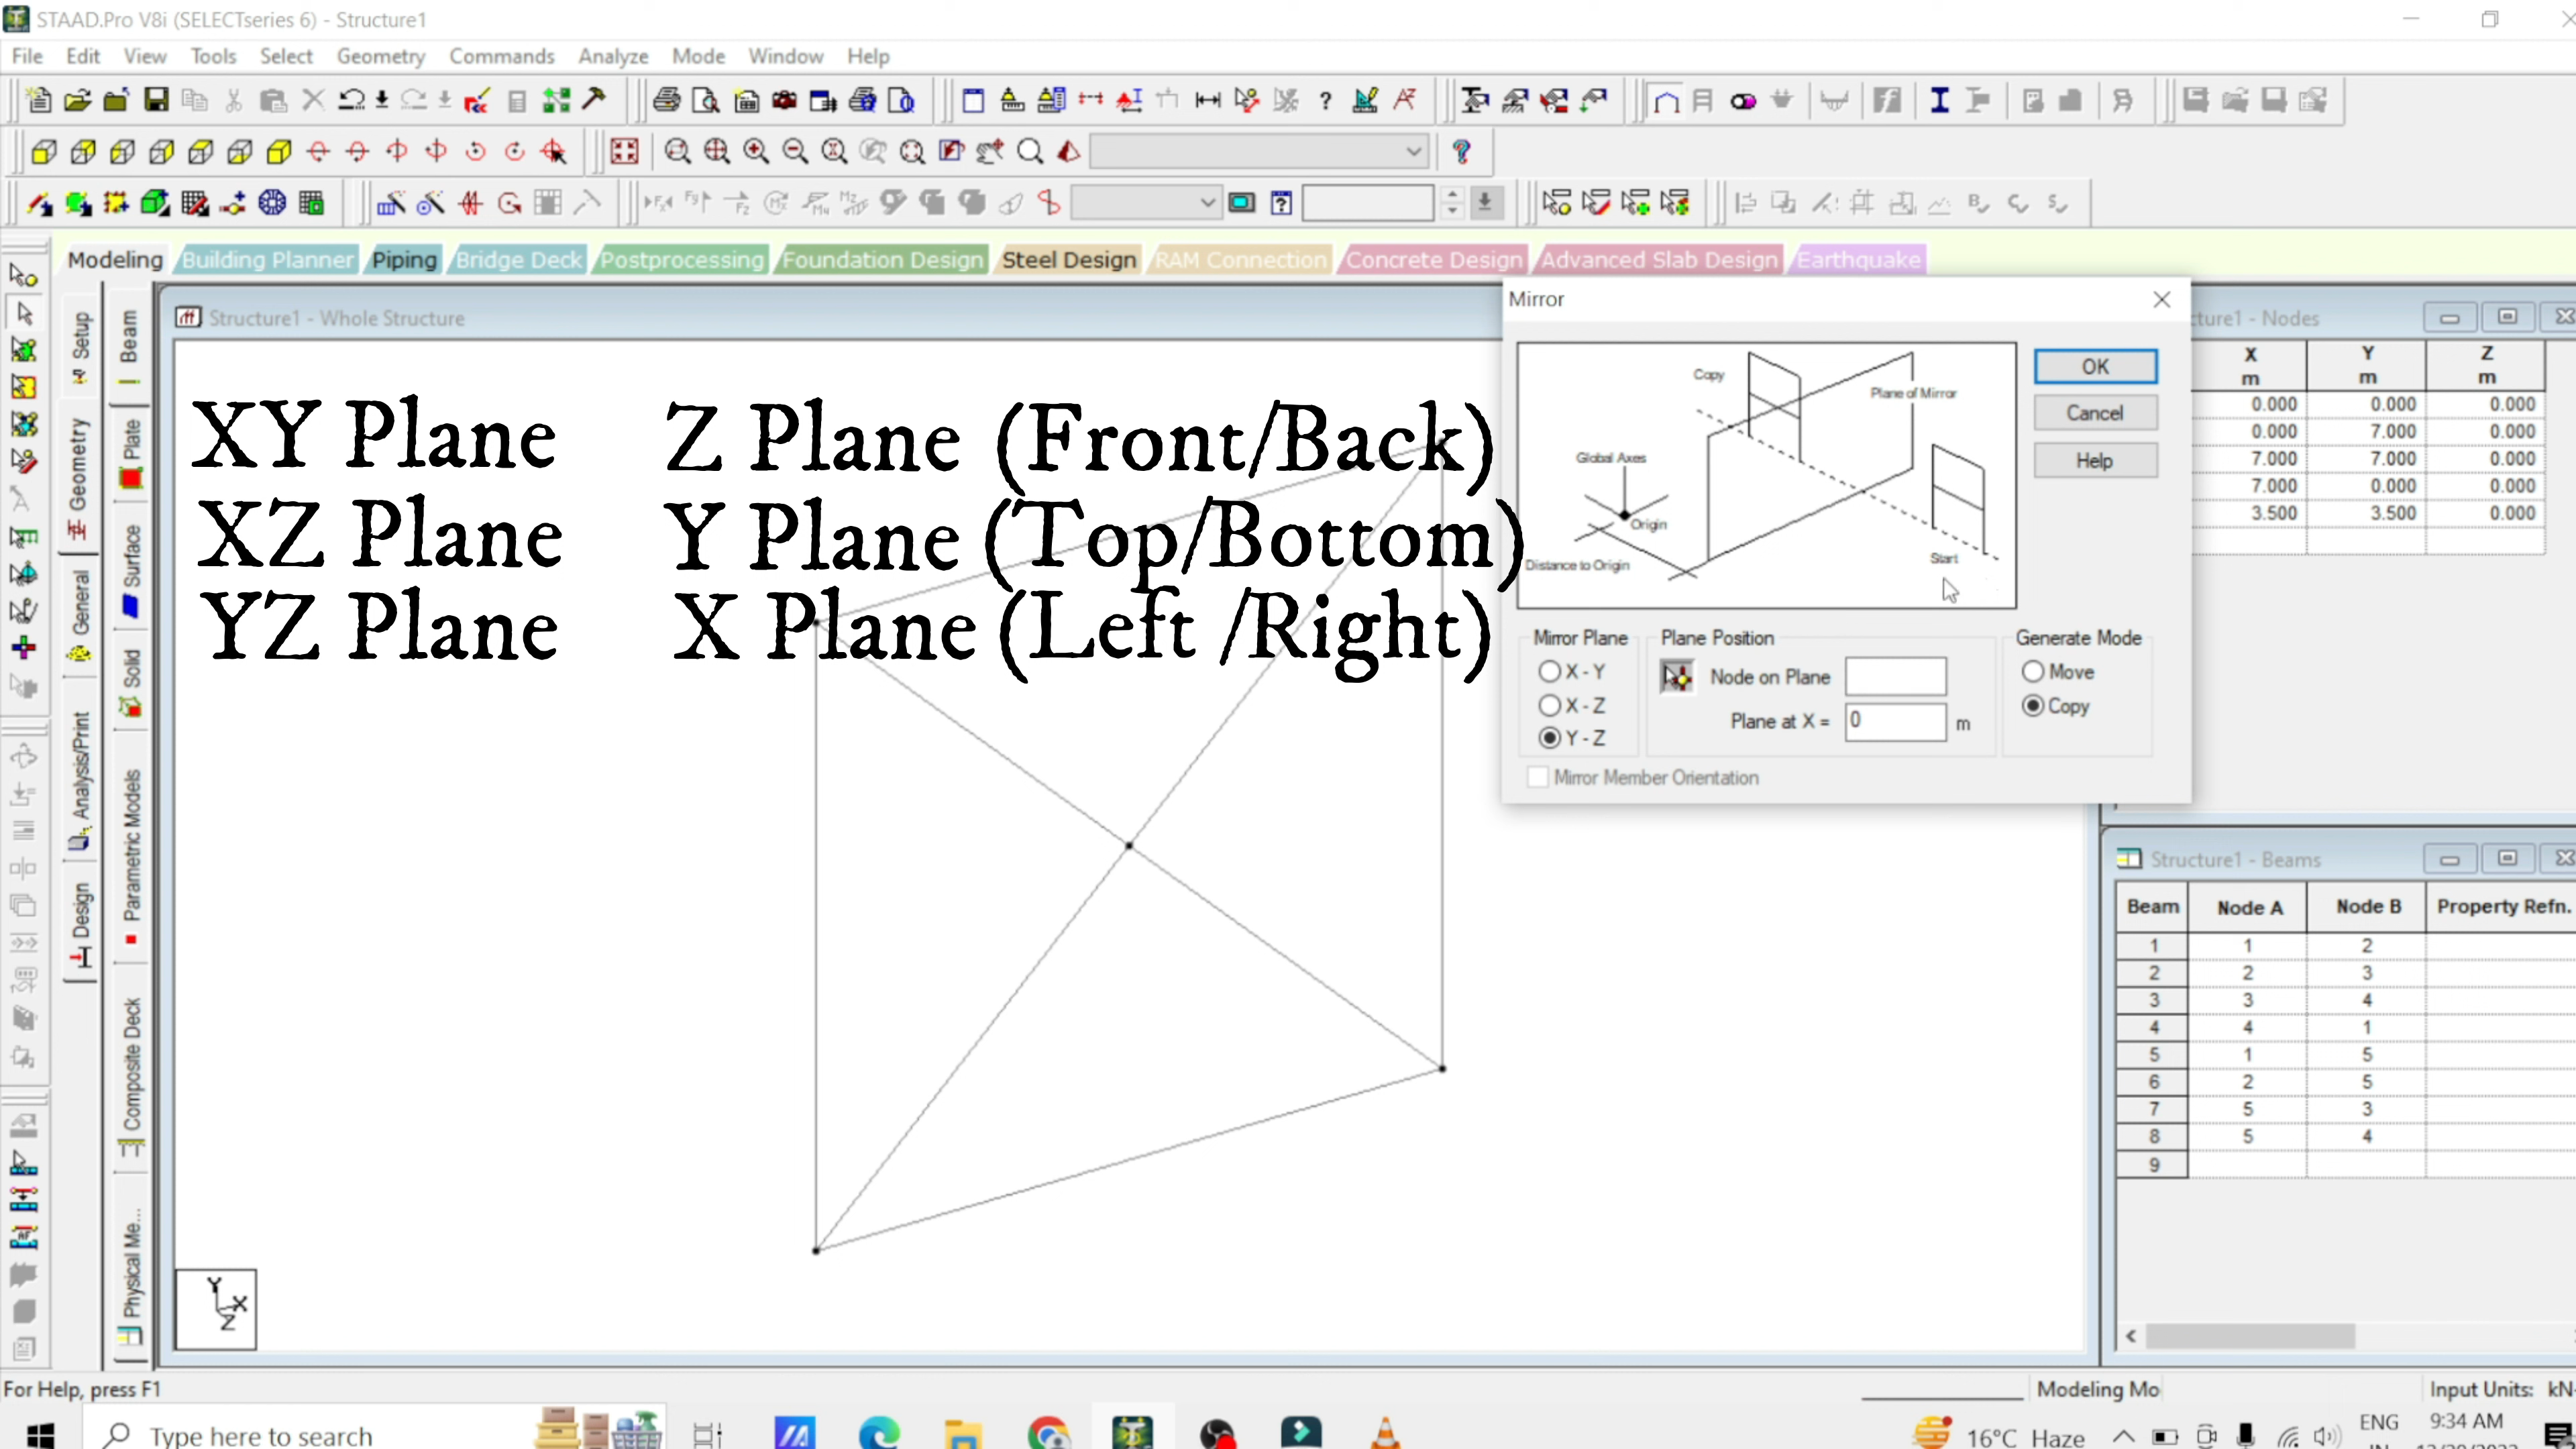 STAAD.Pro V8i (SELECTseries 6) - Structure1
File Edit View Tools Select Geometry Commands Analyze Mode Window Help
Modeling Building Planner Piping Bridge Deck Postprocessing Foundation Design Steel Design RAM Connection Concrete Design Advanced Slab Design Earthquake
Setup
Geometry
General
Analysis/Print
Design
Beam
Plate
Surface
Solid
Parametric Models
Composite Deck
Physical Me...
Structure1 - Whole Structure
XY Plane Z Plane (Front/Back)
XZ Plane Y Plane (Top/Bottom)
YZ Plane X Plane (Left /Right)
Y
X
Z
Mirror
Copy
Plane of Mirror
Global Axes
Origin
Distance to Origin
Start
OK
Cancel
Help
Mirror Plane
X - Y
X - Z
Y - Z
Plane Position
Node on Plane
Plane at X = 0 m
Generate Mode
Move
Copy
Mirror Member Orientation
ture1 - Nodes
X Y Z
m m m
0.000 0.000 0.000
0.000 7.000 0.000
7.000 7.000 0.000
7.000 0.000 0.000
3.500 3.500 0.000
Structure1 - Beams
Beam Node A Node B Property Refn.
1 1 2
2 2 3
3 3 4
4 4 1
5 1 5
6 2 5
7 5 3
8 5 4
9
For Help, press F1
Modeling Mo
Input Units: kN-
Type here to search
16°C Haze
ENG
9:34 AM